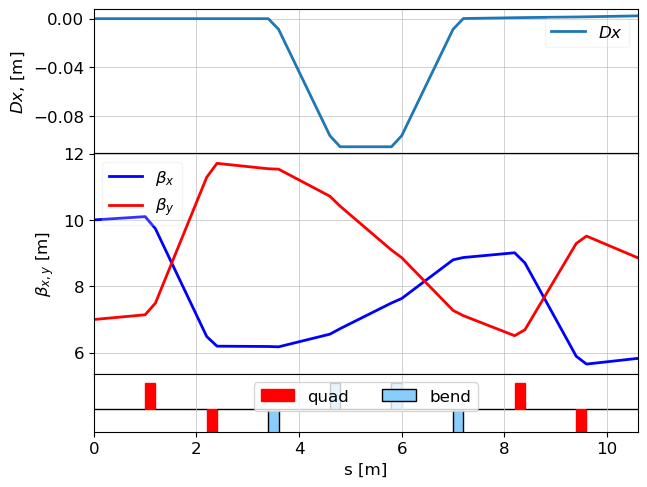 0.00
−0.04
−0.08
Dx, [m]
Dx
12
10
8
6
βx,y [m]
βx
βy
quad
bend
0
2
4
6
8
10
s [m]